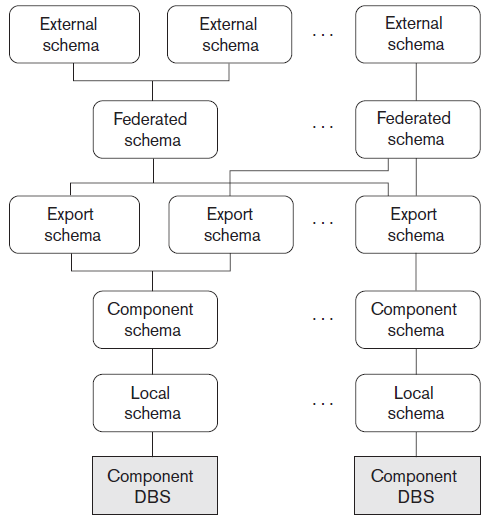 External
schema
External
schema
. . .
External
schema
Federated
schema
. . .
Federated
schema
Export
schema
Export
schema
. . .
Export
schema
Component
schema
. . .
Component
schema
Local
schema
. . .
Local
schema
Component
DBS
Component
DBS